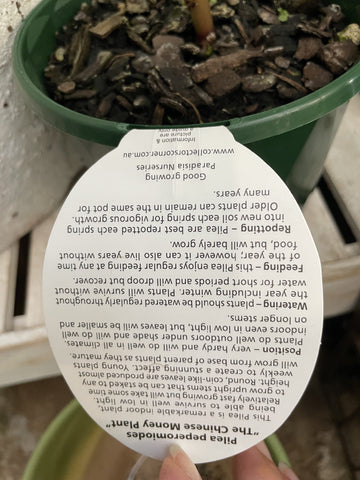 Pilea peperomiodes
"The Chinese Money Plant"
This Pilea is a remarkable indoor plant,
being able to survive well in low light.
Relatively fast growing but will take some time
to grow upright stems that can be staked to any
height. Round, coin-like leaves are produced almost
weekly to create a stunning affect. Young plants
will grow from base of parent plants as they mature.
Position – Very hardy and will do well in all climates.
Plants do well outdoors under shade and will do well
indoors even in low light, but leaves will be smaller and
on longer stems.
Watering – plants should be watered regularly throughout
the year including winter. Plants will survive without
water for short periods and will droop but recover.
Feeding – this Pilea enjoys regular feeding at any time
of the year, however it can also live years without
food, but will barely grow.
Repotting – Pilea are best repotted each spring
into new soil each spring for vigorous growth.
Older plants can remain in the same pot for
many years.
Good growing
Paradisia Nurseries
www.collectorscorner.com.au
Information &
picture are
a guide only